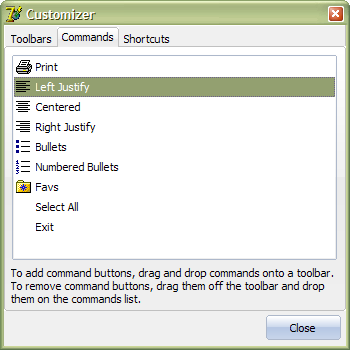 Customizer
Toolbars Commands Shortcuts
Print
Left Justify
Centered
Right Justify
Bullets
Numbered Bullets
Favs
Select All
Exit
To add command buttons, drag and drop commands onto a toolbar.
To remove command buttons, drag them off the toolbar and drop
them on the commands list.
Close